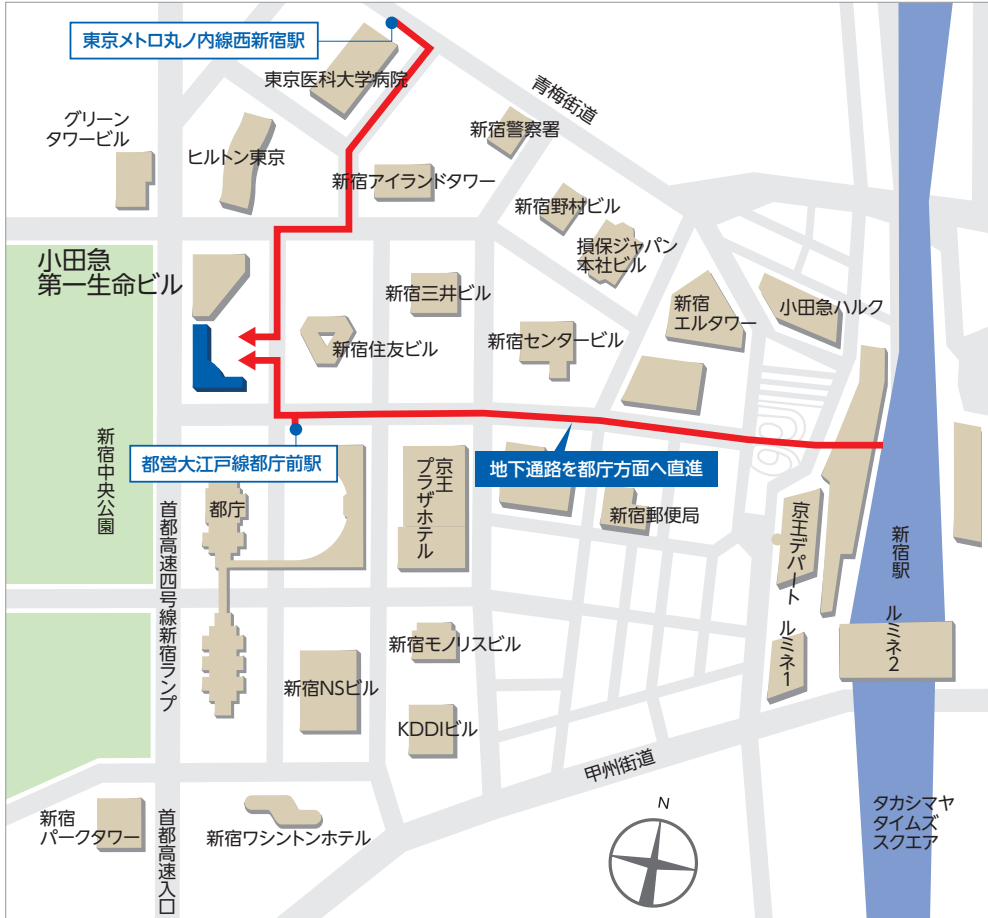 東京メトロ丸ノ内線西新宿駅
東京医科大学病院
青梅街道
グリーン
タワービル
ヒルトン東京
新宿警察署
新宿アイランドタワー
新宿野村ビル
損保ジャパン
本社ビル
小田急
第一生命ビル
新宿三井ビル
新宿
エルタワー
小田急ハルク
新宿住友ビル
新宿センタービル
新宿中央公園
都営大江戸線都庁前駅
京王
プラザホテル
地下通路を都庁方面へ直進
都庁
新宿郵便局
京王デパート
新宿駅
首都高速四号線新宿ランプ
ルミネ1
ルミネ2
新宿モノリスビル
新宿NSビル
KDDIビル
甲州街道
新宿
パークタワー
首都高速入口
新宿ワシントンホテル
N
タカシマヤ
タイムズ
スクエア